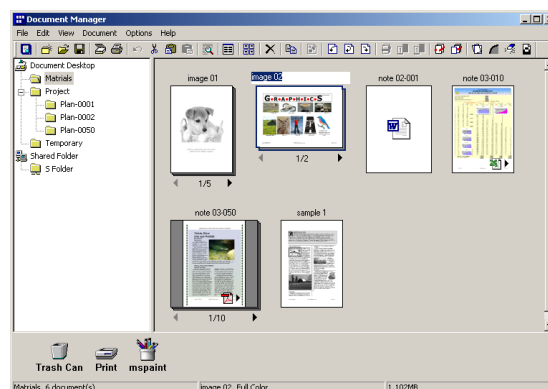 Document Manager
File Edit View Document Options Help
Document Desktop
Matrials
Project
Plan-0001
Plan-0002
Plan-0050
Temporary
Shared Folder
S Folder
image 01
image 02
note 02-001
note 03-010
GRAPHICS
1/5
1/2
note 03-050
sample 1
1/10
Trash Can Print mspaint
Matrials 6 document(s) image 02 Full Color 1.102MB